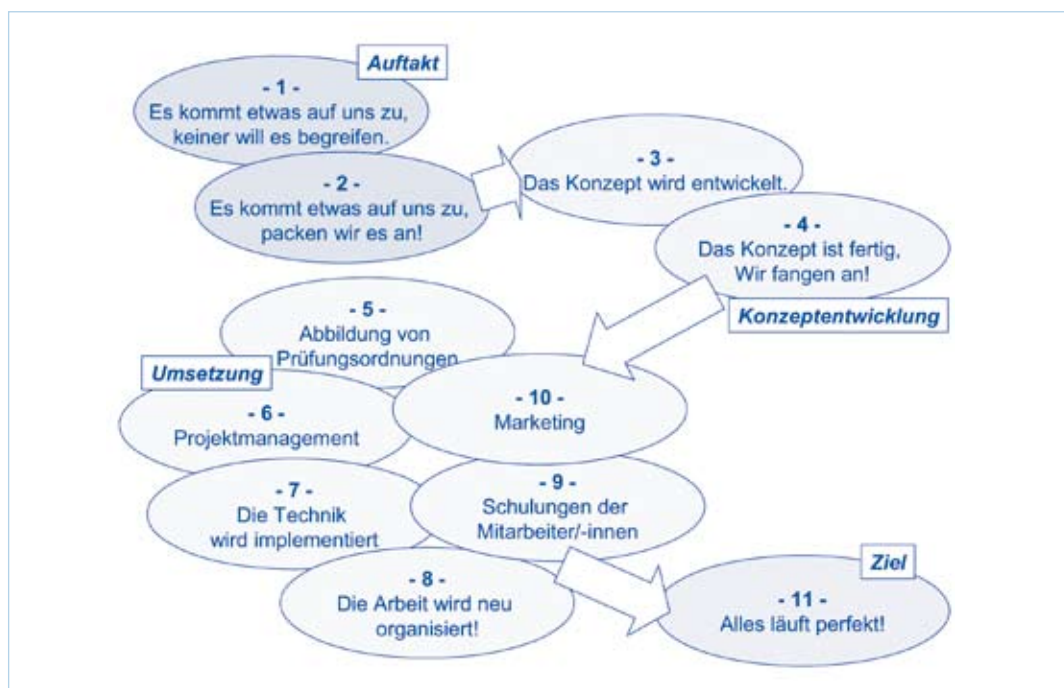 Auftakt
- 1 -
Es kommt etwas auf uns zu,
keiner will es begreifen.
- 2 -
Es kommt etwas auf uns zu,
packen wir es an!
- 3 -
Das Konzept wird entwickelt.
- 4 -
Das Konzept ist fertig,
Wir fangen an!
Konzeptentwicklung
- 5 -
Abbildung von
Prüfungsordnungen
Umsetzung
- 6 -
Projektmanagement
- 7 -
Die Technik
wird implementiert
- 8 -
Die Arbeit wird neu
organisiert!
- 9 -
Schulungen der
Mitarbeiter/-innen
- 10 -
Marketing
Ziel
- 11 -
Alles läuft perfekt!